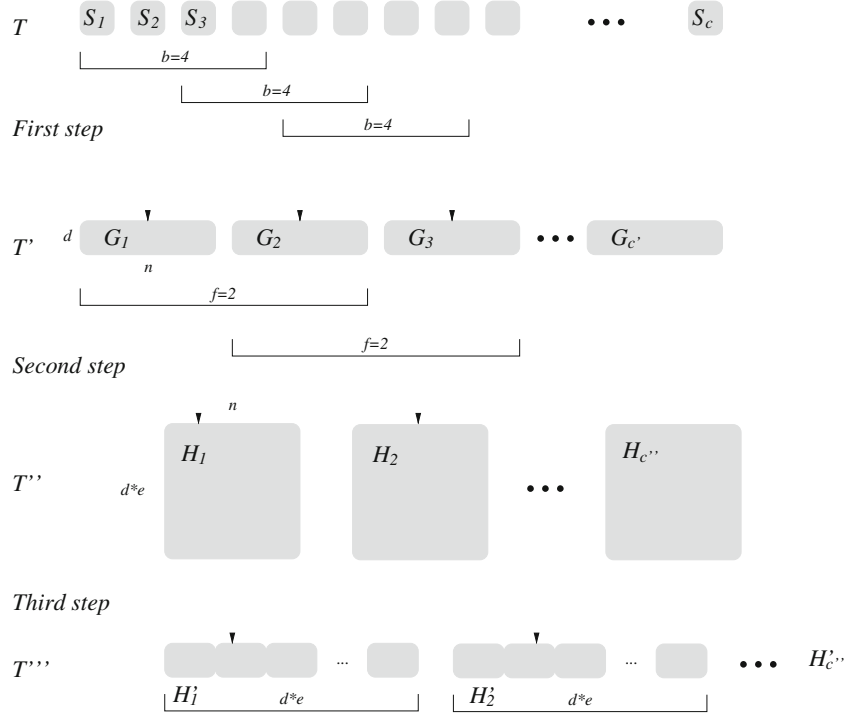 T S1 S2 S3 ••• Sc
b=4
b=4
b=4
First step
T' d G1 G2 G3 ••• Gc'
n
f=2
f=2
Second step
n
H1 H2 Hc''
T'' d*e •••
Third step
T''' ... ... ••• H'c''
H'1 d*e H'2 d*e